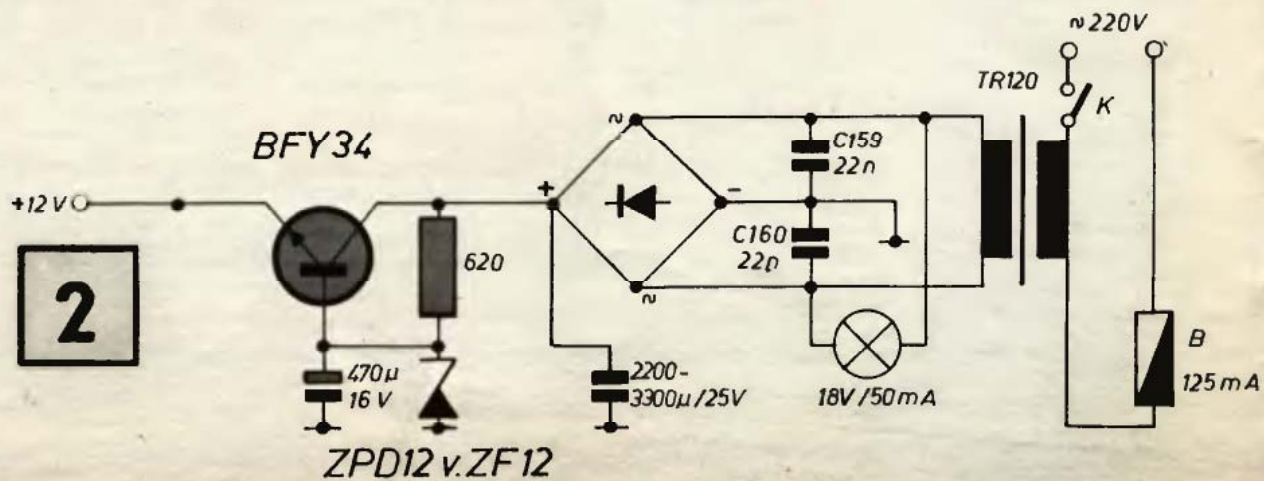 ≈220V
TR120
K
BFY34
C159
22n
+12V
+
~
-
C160
22n
620
2
~
B
125mA
470µ
16V
2200-
3300µ/25V
18V/50mA
ZPD12 v. ZF12